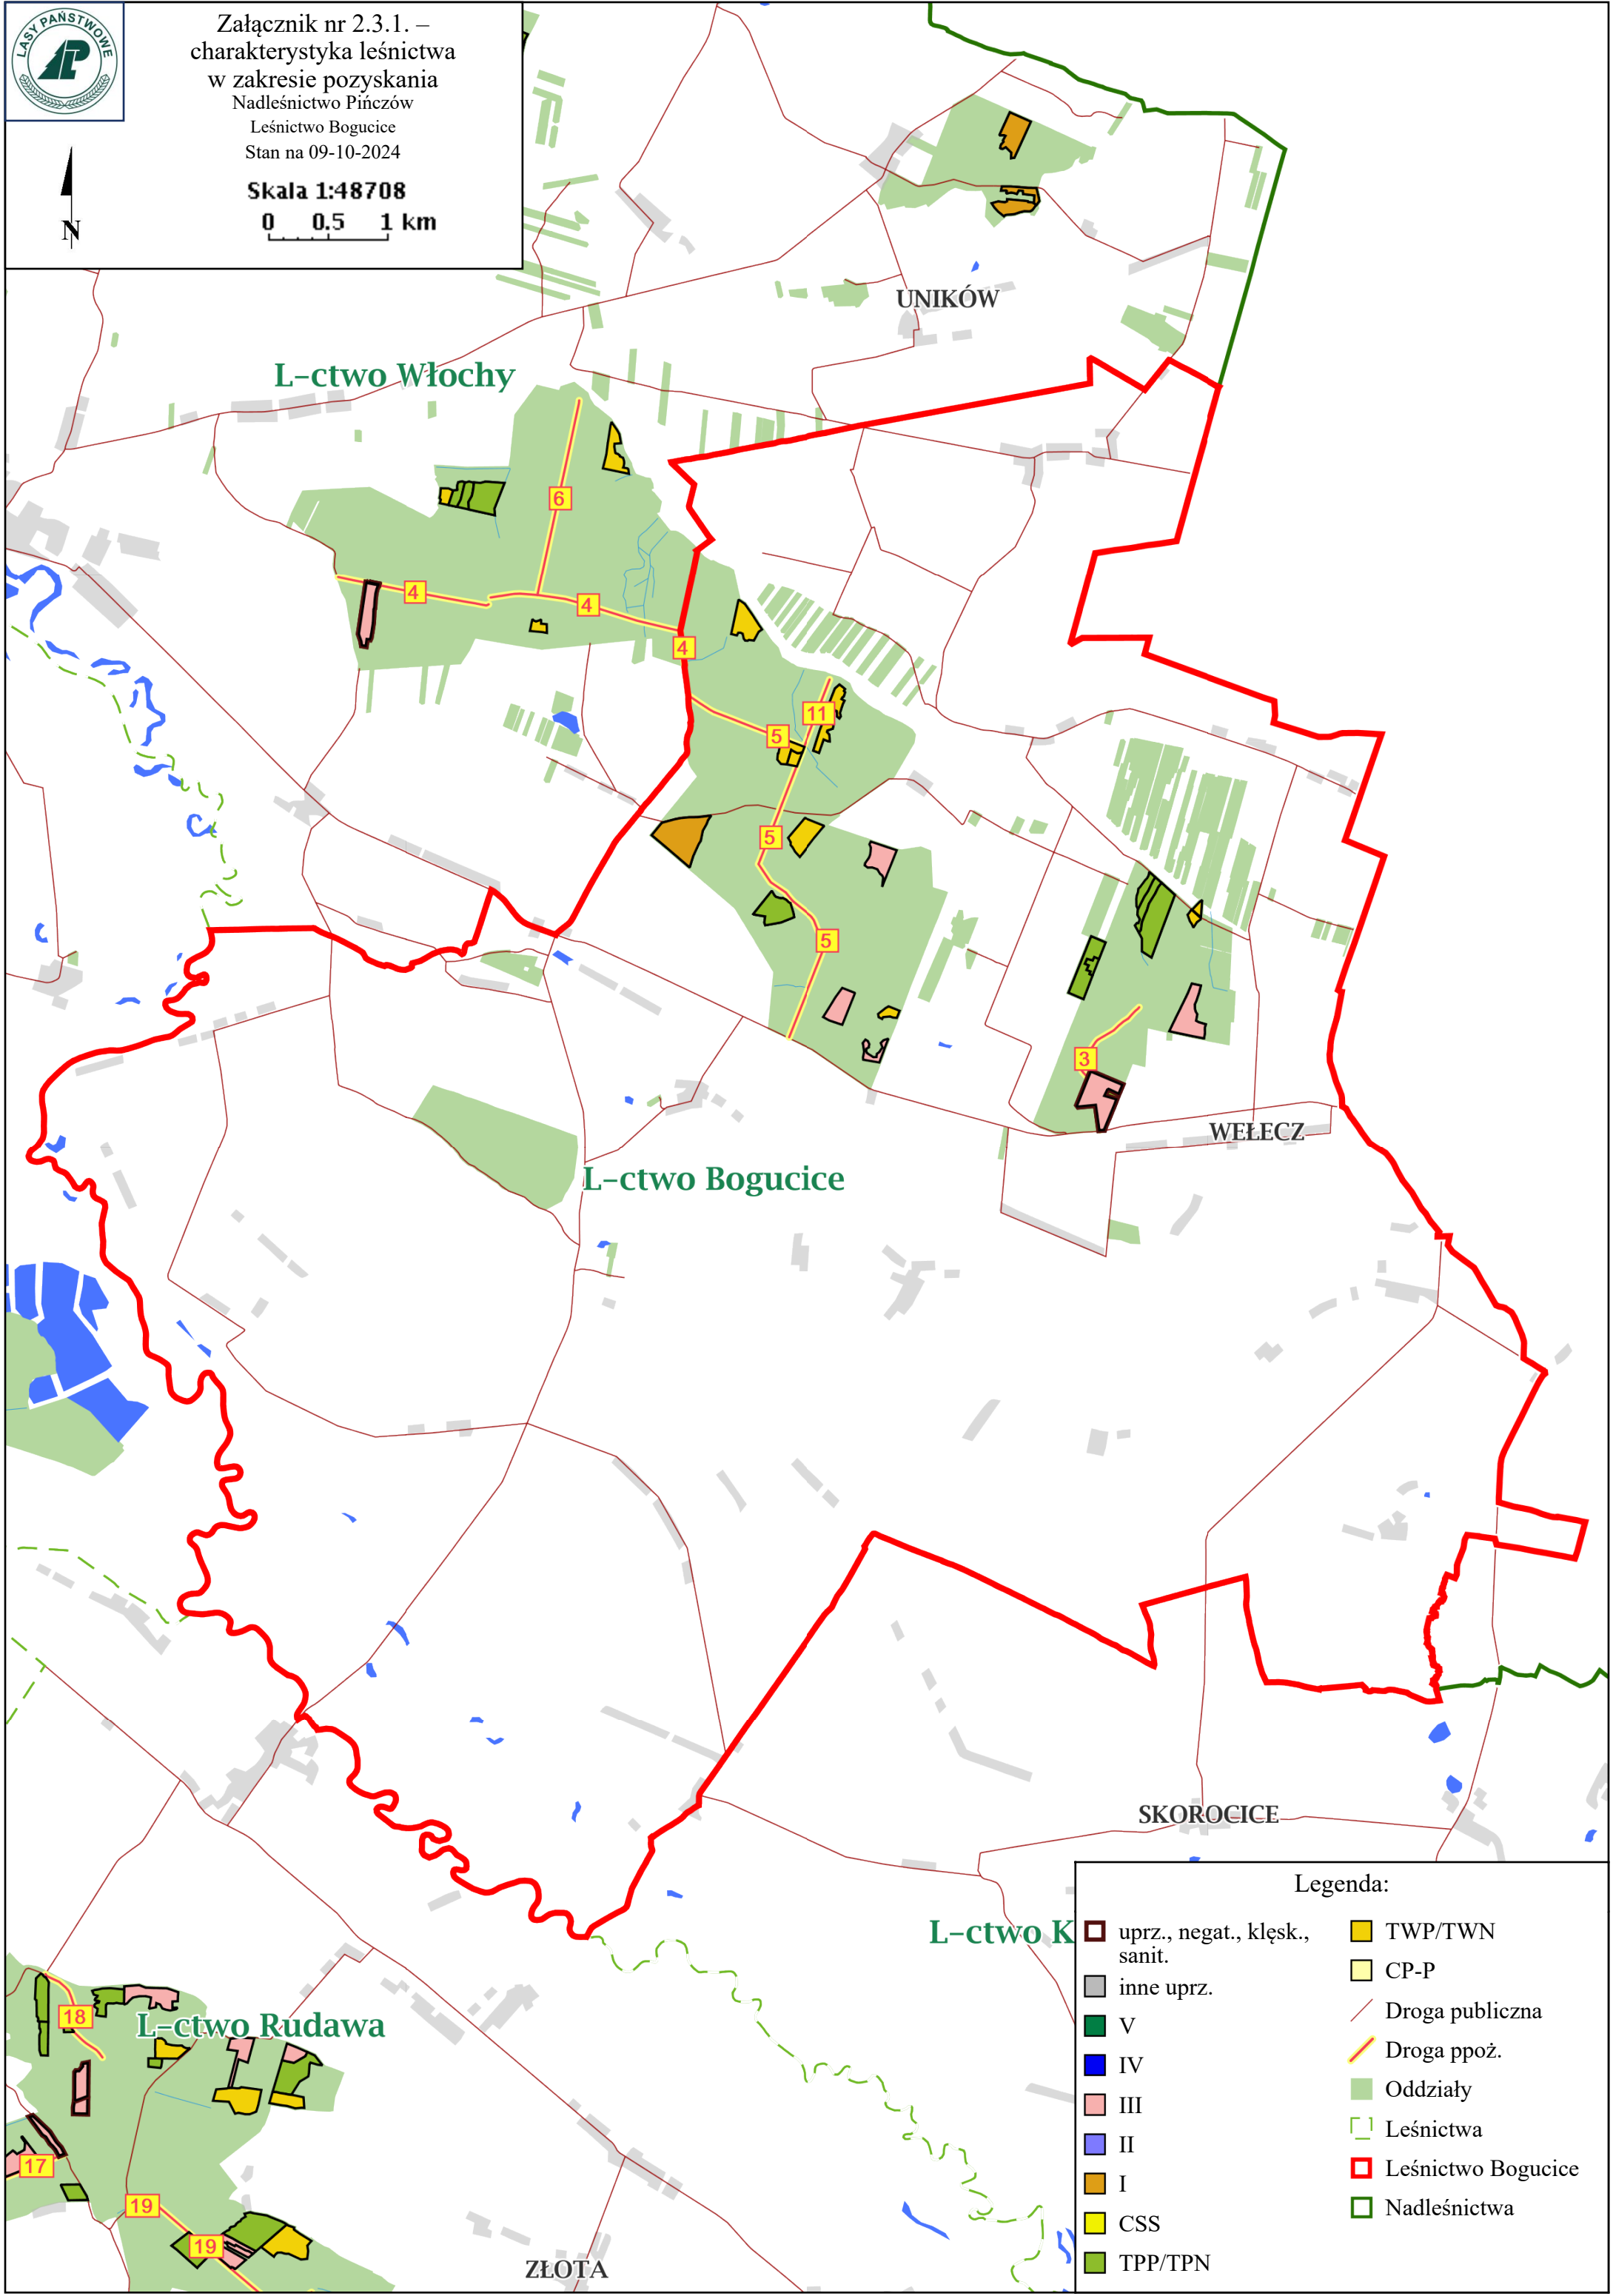 LASY PAŃSTWOWE
Załącznik nr 2.3.1. –
charakterystyka leśnictwa
w zakresie pozyskania
Nadleśnictwo Pińczów
Leśnictwo Bogucice
Stan na 09-10-2024
Skala 1:48708
0 0.5 1 km
N
UNIKÓW
L-ctwo Włochy
6
4
4
4
11
5
5
5
3
WEŁECZ
L-ctwo Bogucice
SKOROCICE
L-ctwo K
18
L-ctwo Rudawa
17
19
19
ZŁOTA
Legenda:
uprz., negat., klęsk.,
sanit.
inne uprz.
V
IV
III
II
I
CSS
TPP/TPN
TWP/TWN
CP-P
Droga publiczna
Droga ppoż.
Oddziały
Leśnictwa
Leśnictwo Bogucice
Nadleśnictwa